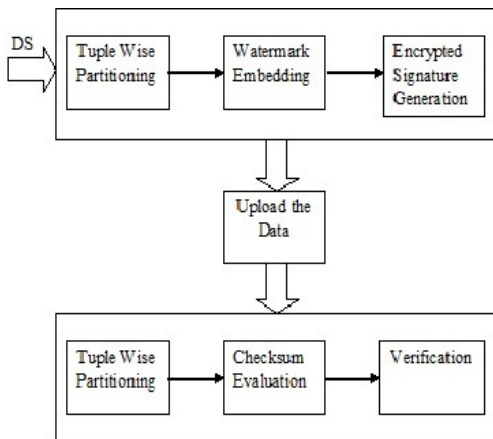 DS
Tuple Wise
Partitioning
Watermark
Embedding
Encrypted
Signature
Generation
Upload the
Data
Tuple Wise
Partitioning
Checksum
Evaluation
Verification